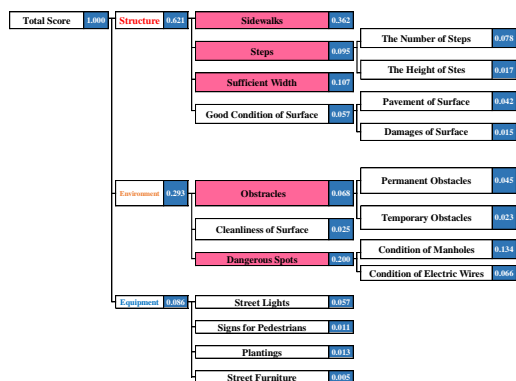 Total Score 1.000
Structure 0.621
Sidewalks 0.362
Steps 0.095
The Number of Steps 0.078
The Height of Stes 0.017
Sufficient Width 0.107
Good Condition of Surface 0.057
Pavement of Surface 0.042
Damages of Surface 0.015
Environment 0.293
Obstracles 0.068
Permanent Obstacles 0.045
Temporary Obstacles 0.023
Cleanliness of Surface 0.025
Dangerous Spots 0.200
Condition of Manholes 0.134
Condition of Electric Wires 0.066
Equipment 0.086
Street Lights 0.057
Signs for Pedestrians 0.011
Plantings 0.013
Street Furniture 0.005